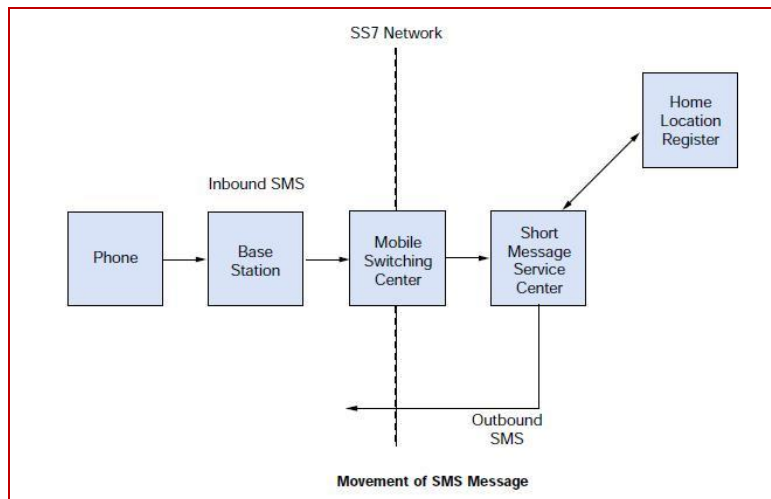 SS7 Network
Home
Location
Register
Inbound SMS
Phone
Base
Station
Mobile
Switching
Center
Short
Message
Service
Center
Outbound
SMS
Movement of SMS Message